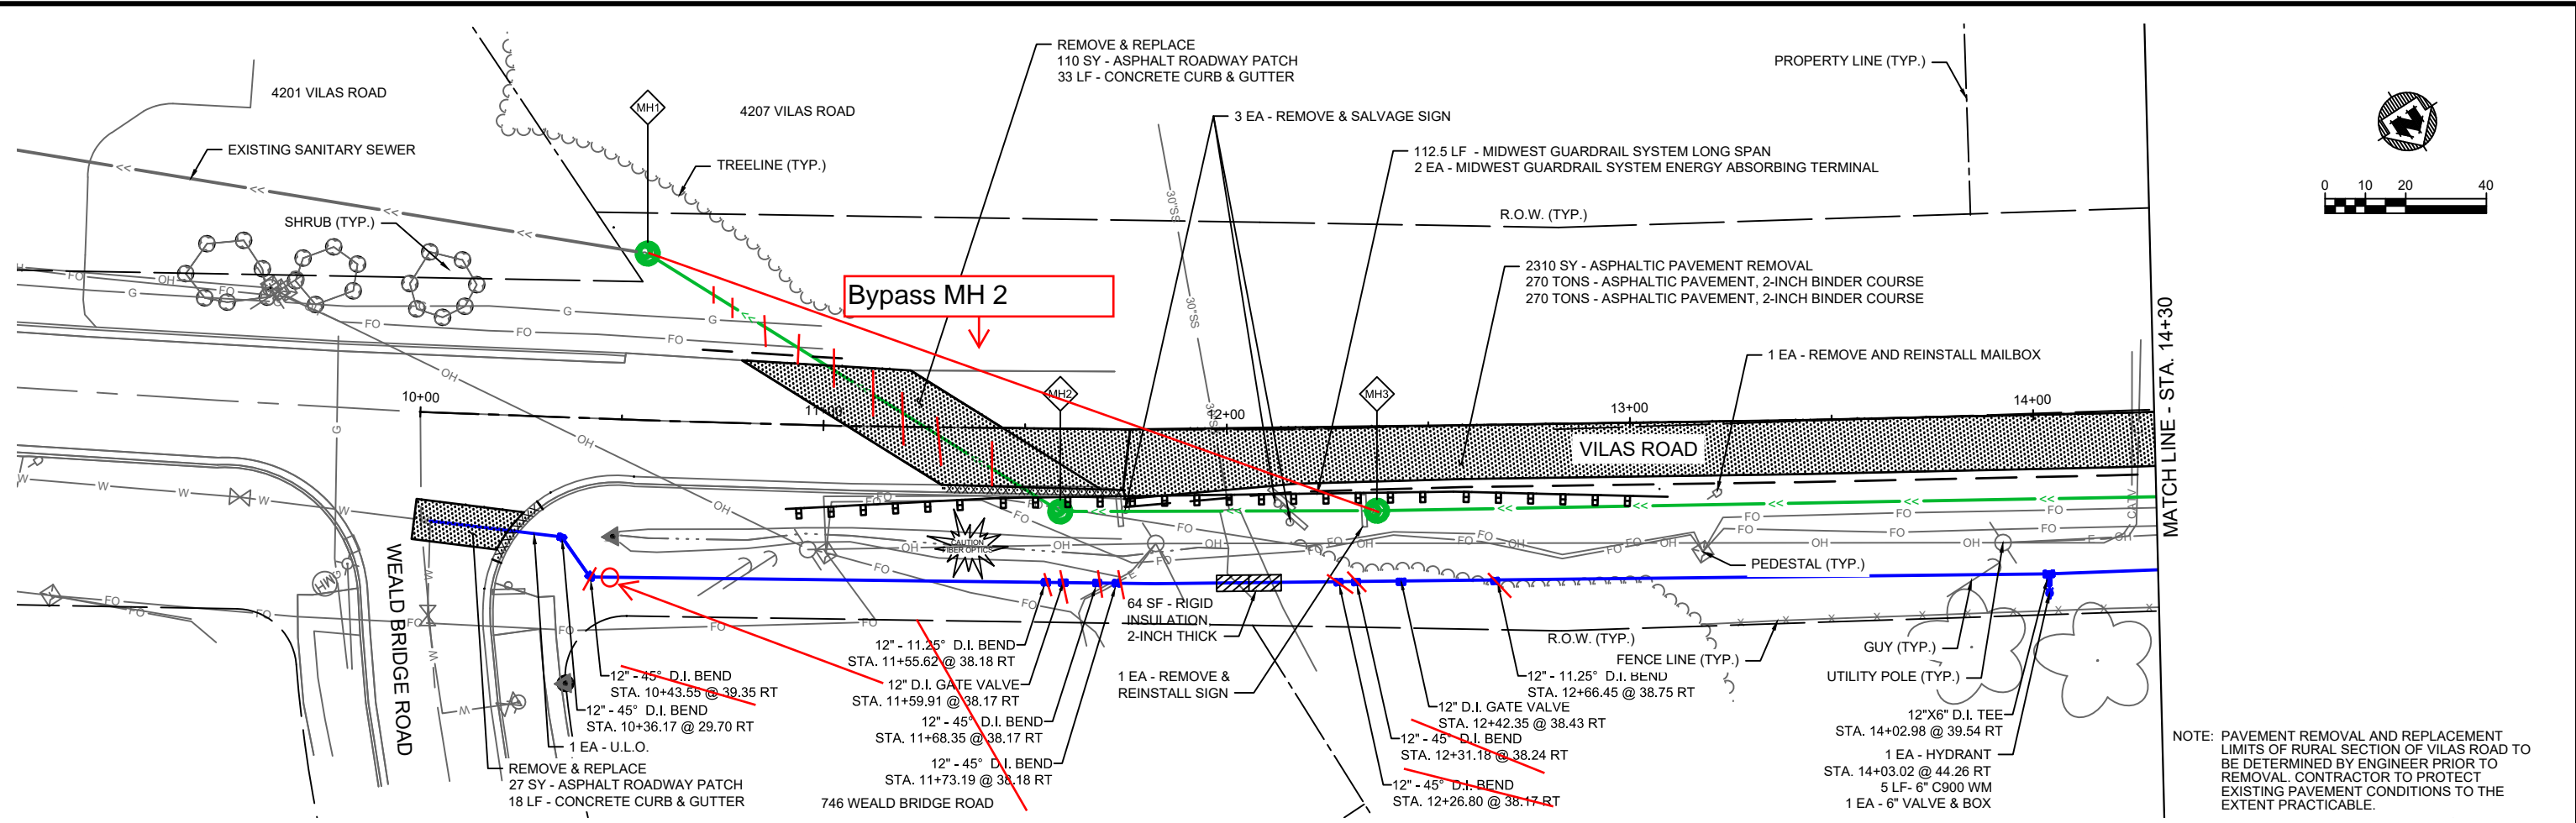 REMOVE & REPLACE
110 SY - ASPHALT ROADWAY PATCH
33 LF - CONCRETE CURB & GUTTER
PROPERTY LINE (TYP.)
4201 VILAS ROAD
MH1
4207 VILAS ROAD
3 EA - REMOVE & SALVAGE SIGN
EXISTING SANITARY SEWER
TREELINE (TYP.)
112.5 LF - MIDWEST GUARDRAIL SYSTEM LONG SPAN
2 EA - MIDWEST GUARDRAIL SYSTEM ENERGY ABSORBING TERMINAL
0 10 20 40
SHRUB (TYP.)
30"SS
R.O.W. (TYP.)
2310 SY - ASPHALTIC PAVEMENT REMOVAL
270 TONS - ASPHALTIC PAVEMENT, 2-INCH BINDER COURSE
270 TONS - ASPHALTIC PAVEMENT, 2-INCH BINDER COURSE
Bypass MH 2
30"SS
1 EA - REMOVE AND REINSTALL MAILBOX
MATCH LINE - STA. 14+30
MH2
MH3
10+00
11+00
12+00
13+00
14+00
VILAS ROAD
CATV
CAUTION
FIBER OPTICS
PEDESTAL (TYP.)
WEALD BRIDGE ROAD
MH
64 SF - RIGID
INSULATION
2-INCH THICK
R.O.W. (TYP.)
GUY (TYP.)
FENCE LINE (TYP.)
UTILITY POLE (TYP.)
12" - 11.25° D.I. BEND
STA. 11+55.62 @ 38.18 RT
12" - 45° D.I. BEND
STA. 10+43.55 @ 39.35 RT
12" D.I. GATE VALVE
STA. 11+59.91 @ 38.17 RT
1 EA - REMOVE &
REINSTALL SIGN
12" - 11.25° D.I. BEND
STA. 12+66.45 @ 38.75 RT
12" - 45° D.I. BEND
STA. 10+36.17 @ 29.70 RT
12" - 45° D.I. BEND
STA. 11+68.35 @ 38.17 RT
12" D.I. GATE VALVE
STA. 12+42.35 @ 38.43 RT
12"X6" D.I. TEE
STA. 14+02.98 @ 39.54 RT
1 EA - U.L.O.
12" - 45° D.I. BEND
STA. 11+73.19 @ 38.18 RT
12" - 45° D.I. BEND
STA. 12+31.18 @ 38.24 RT
1 EA - HYDRANT
STA. 14+03.02 @ 44.26 RT
5 LF- 6" C900 WM
1 EA - 6" VALVE & BOX
REMOVE & REPLACE
27 SY - ASPHALT ROADWAY PATCH
18 LF - CONCRETE CURB & GUTTER
746 WEALD BRIDGE ROAD
12" - 45° D.I. BEND
STA. 12+26.80 @ 38.17 RT
NOTE: PAVEMENT REMOVAL AND REPLACEMENT
LIMITS OF RURAL SECTION OF VILAS ROAD TO
BE DETERMINED BY ENGINEER PRIOR TO
REMOVAL. CONTRACTOR TO PROTECT
EXISTING PAVEMENT CONDITIONS TO THE
EXTENT PRACTICABLE.